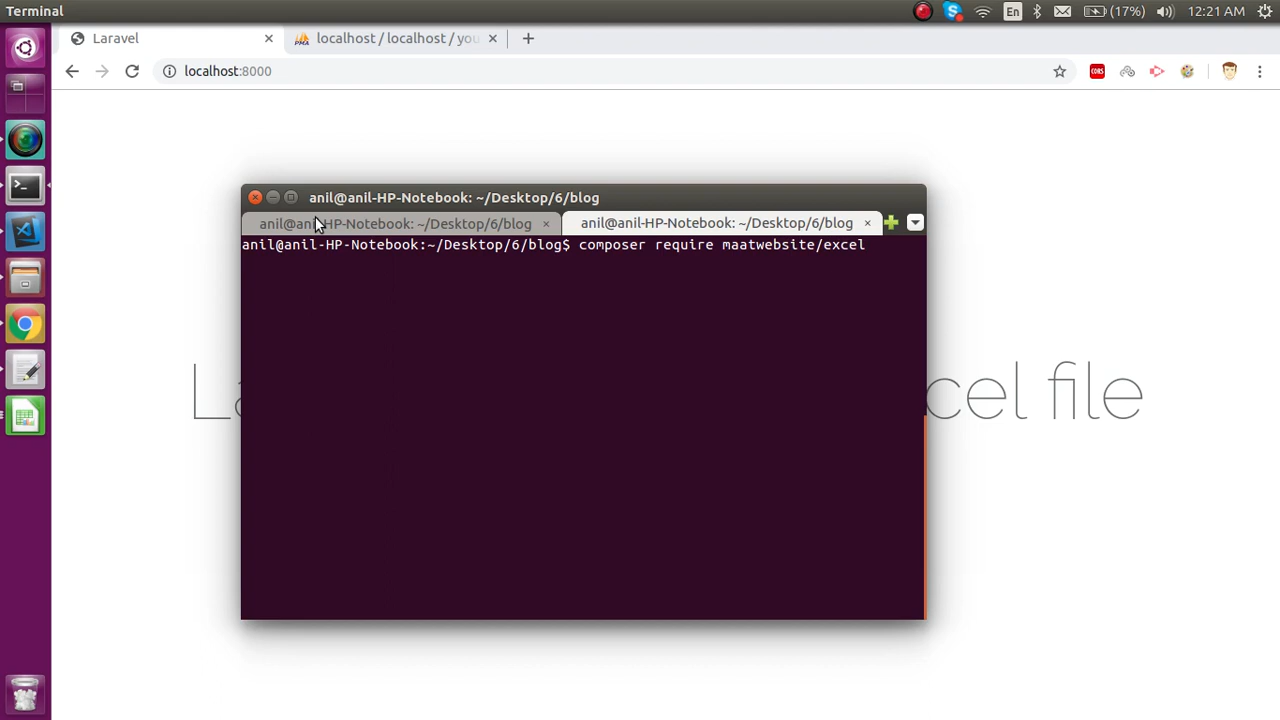 Terminal
En
(17%)
12:21 AM
Laravel
localhost / localhost / you
localhost:8000
CORS
anil@anil-HP-Notebook: ~/Desktop/6/blog
anil@anil-HP-Notebook: ~/Desktop/6/blog
anil@anil-HP-Notebook: ~/Desktop/6/blog
anil@anil-HP-Notebook:~/Desktop/6/blog$ composer require maatwebsite/excel
cel file